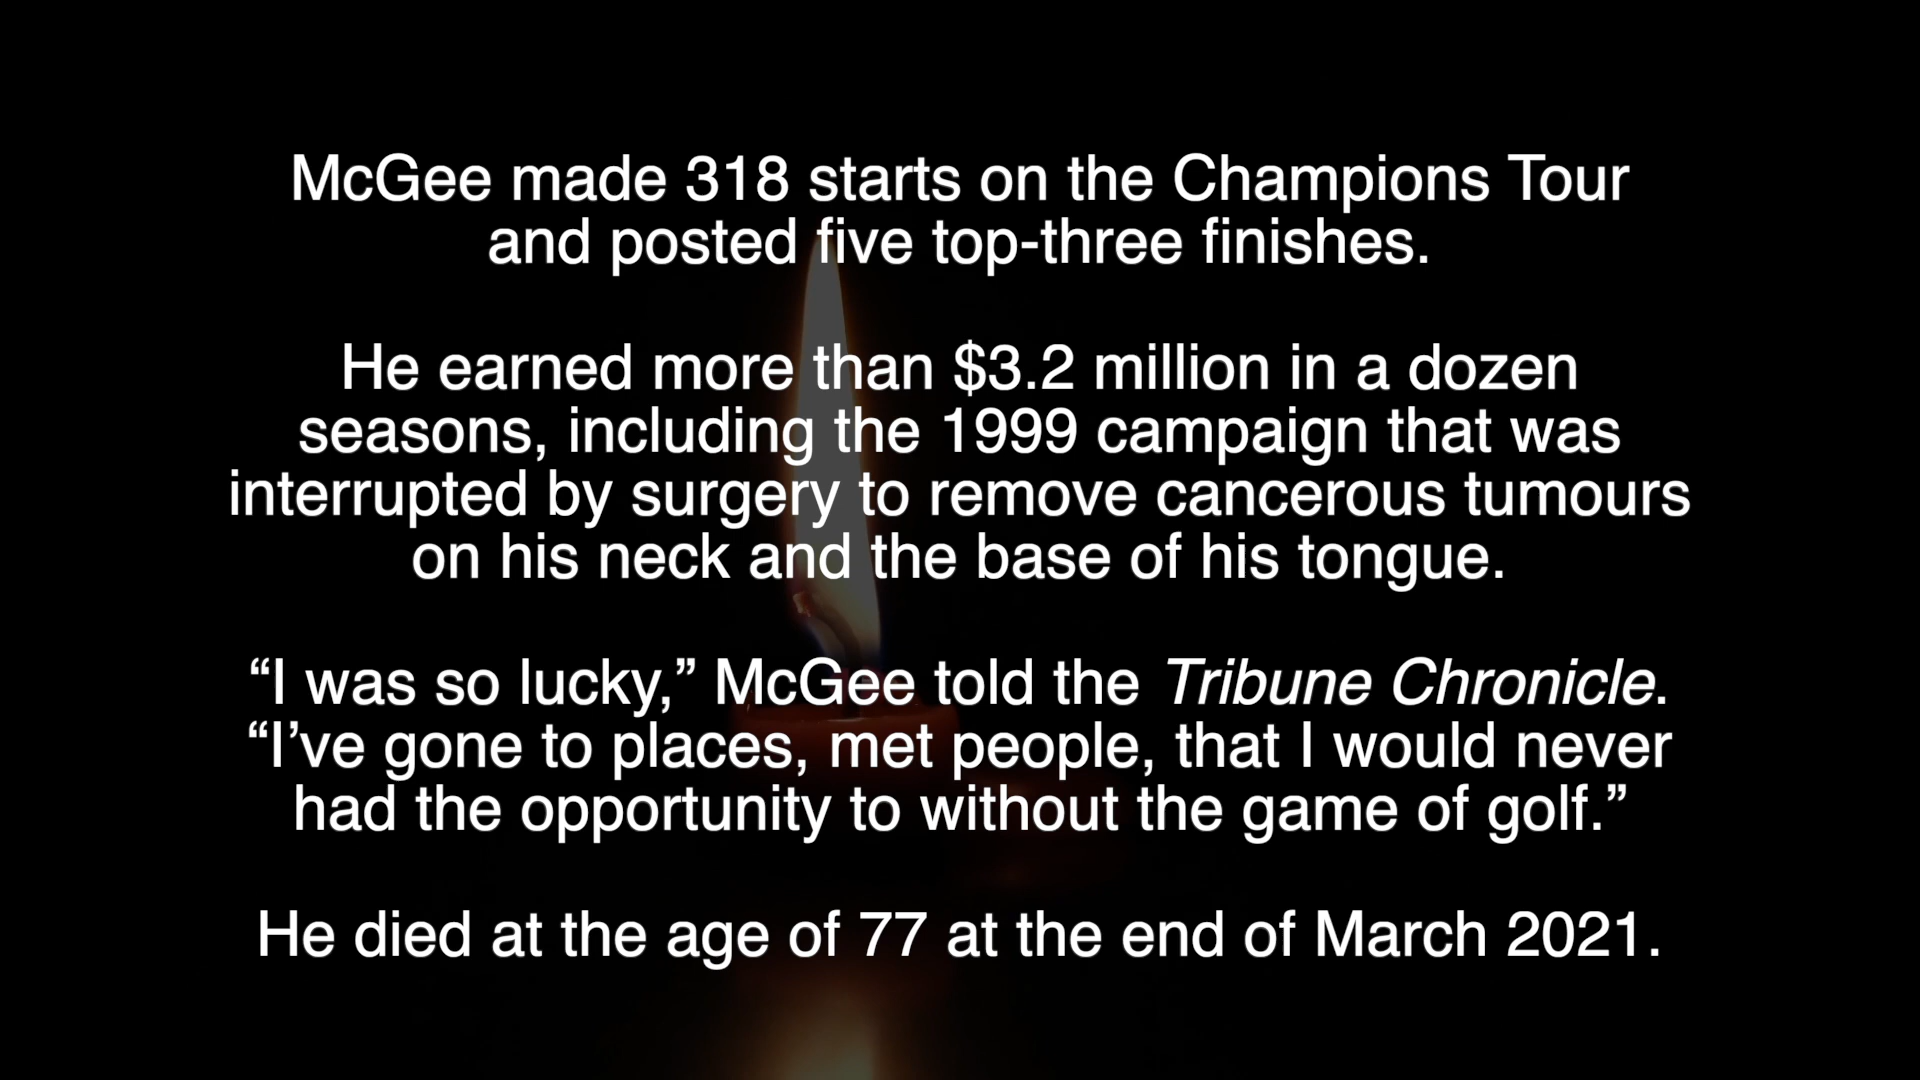 McGee made 318 starts on the Champions Tour
and posted five top-three finishes.
He earned more than $3.2 million in a dozen
seasons, including the 1999 campaign that was
interrupted by surgery to remove cancerous tumours
on his neck and the base of his tongue.
“I was so lucky,” McGee told the Tribune Chronicle.
“I’ve gone to places, met people, that I would never
had the opportunity to without the game of golf.”
He died at the age of 77 at the end of March 2021.